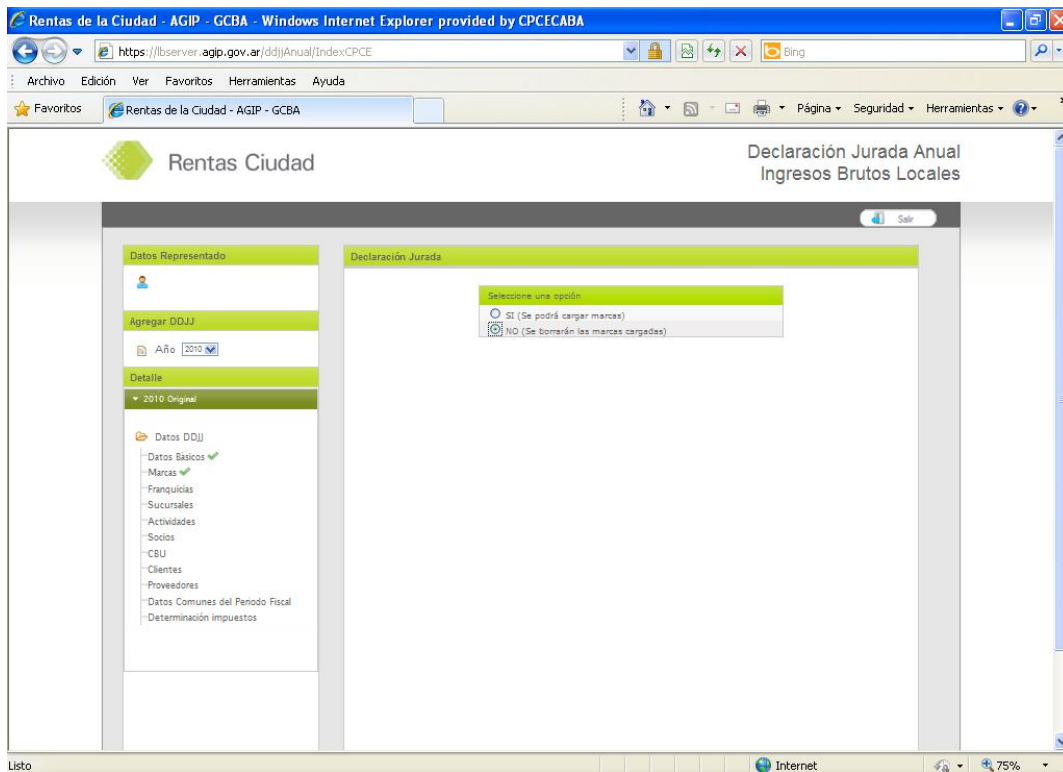 Rentas de la Ciudad - AGIP - GCBA - Windows Internet Explorer provided by CPCECABA
https://lbserver.agip.gov.ar/ddjjAnual/IndexCPCE
Bing
Archivo Edición Ver Favoritos Herramientas Ayuda
Favoritos
Rentas de la Ciudad - AGIP - GCBA
Página Seguridad Herramientas
Rentas Ciudad
Declaración Jurada Anual
Ingresos Brutos Locales
Salir
Datos Representado
Declaración Jurada
Seleccione una opción
SI (Se podrá cargar marcas)
NO (Se borrarán las marcas cargadas)
Agregar DDJJ
Año 2010
Detalle
2010 Original
Datos DDJJ
Datos Básicos
Marcas
Franquicias
Sucursales
Actividades
Socios
CBU
Clientes
Proveedores
Datos Comunes del Periodo Fiscal
Determinación impuestos
Listo
Internet
75%